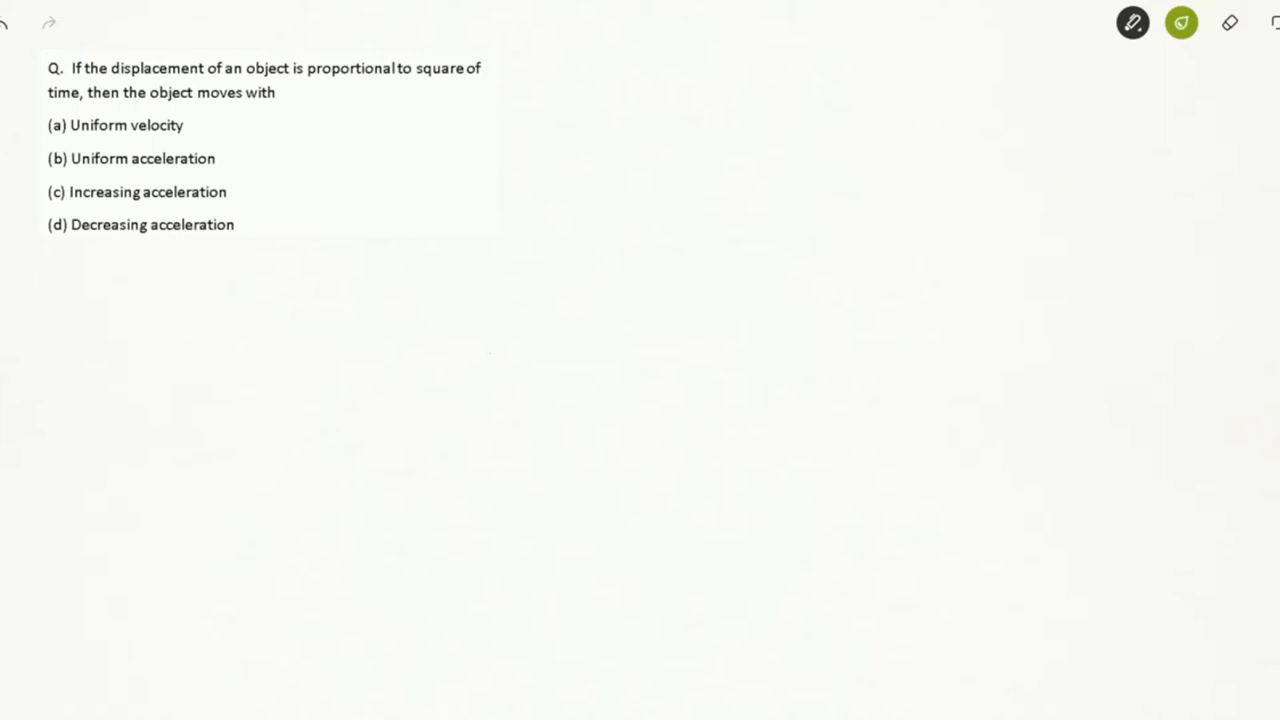 Q. If the displacement of an object is proportional to square of
time, then the object moves with
(a) Uniform velocity
(b) Uniform acceleration
(c) Increasing acceleration
(d) Decreasing acceleration